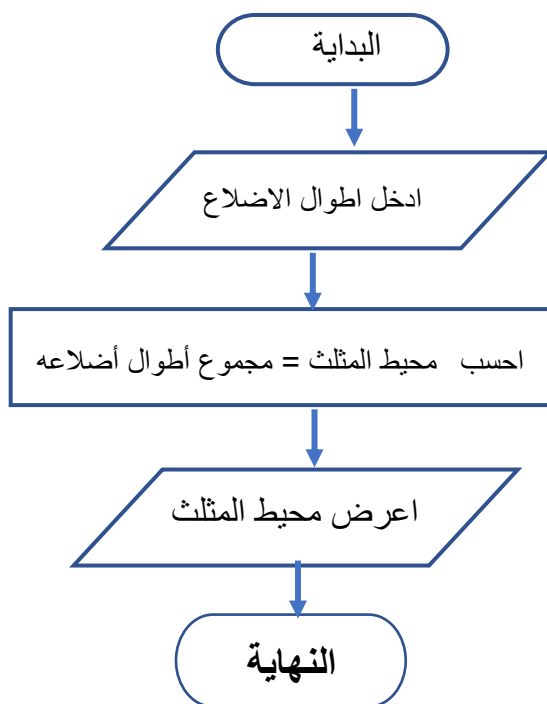 البداية
ادخل اطوال الاضلاع
احسب محيط المثلث = مجموع أطوال أضلاعه
اعرض محيط المثلث
النهاية